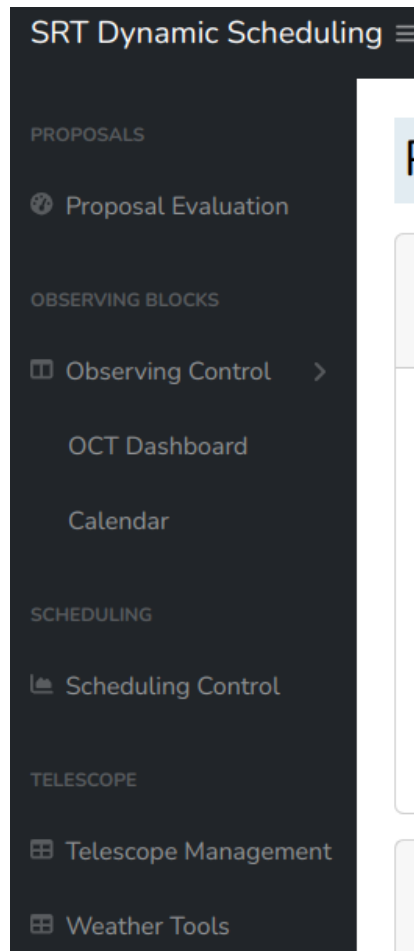 SRT Dynamic Scheduling
PROPOSALS
Proposal Evaluation
OBSERVING BLOCKS
Observing Control
OCT Dashboard
Calendar
SCHEDULING
Scheduling Control
TELESCOPE
Telescope Management
Weather Tools